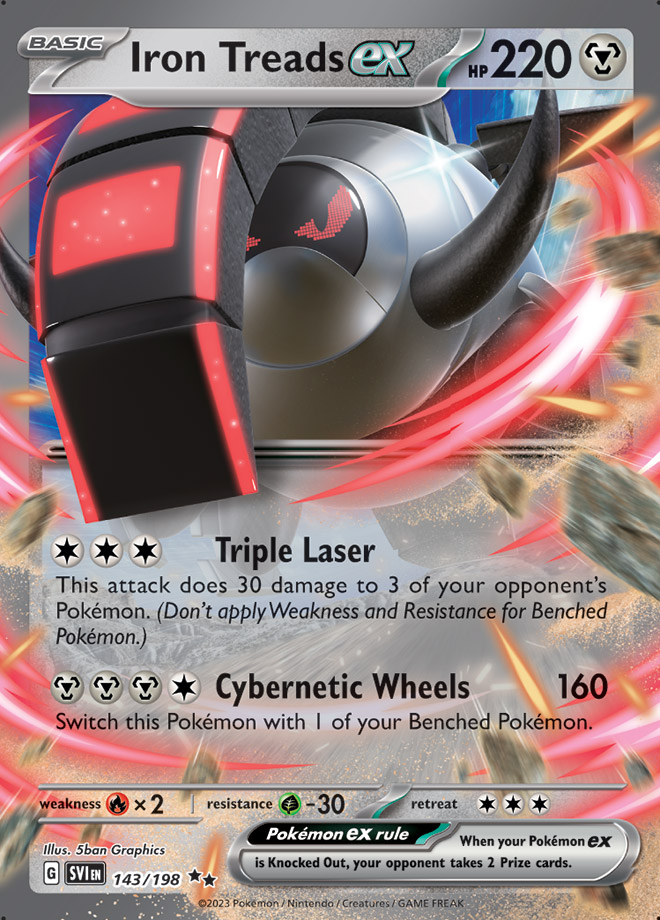 BASIC
Iron Treads ex
HP 220
Triple Laser
This attack does 30 damage to 3 of your opponent's
Pokémon. (Don't apply Weakness and Resistance for Benched
Pokémon.)
Cybernetic Wheels 160
Switch this Pokémon with 1 of your Benched Pokémon.
weakness ×2 resistance -30 retreat
Illus. 5ban Graphics
G SVI EN 143/198
Pokémon ex rule When your Pokémon ex
is Knocked Out, your opponent takes 2 Prize cards.
©2023 Pokémon / Nintendo / Creatures / GAME FREAK